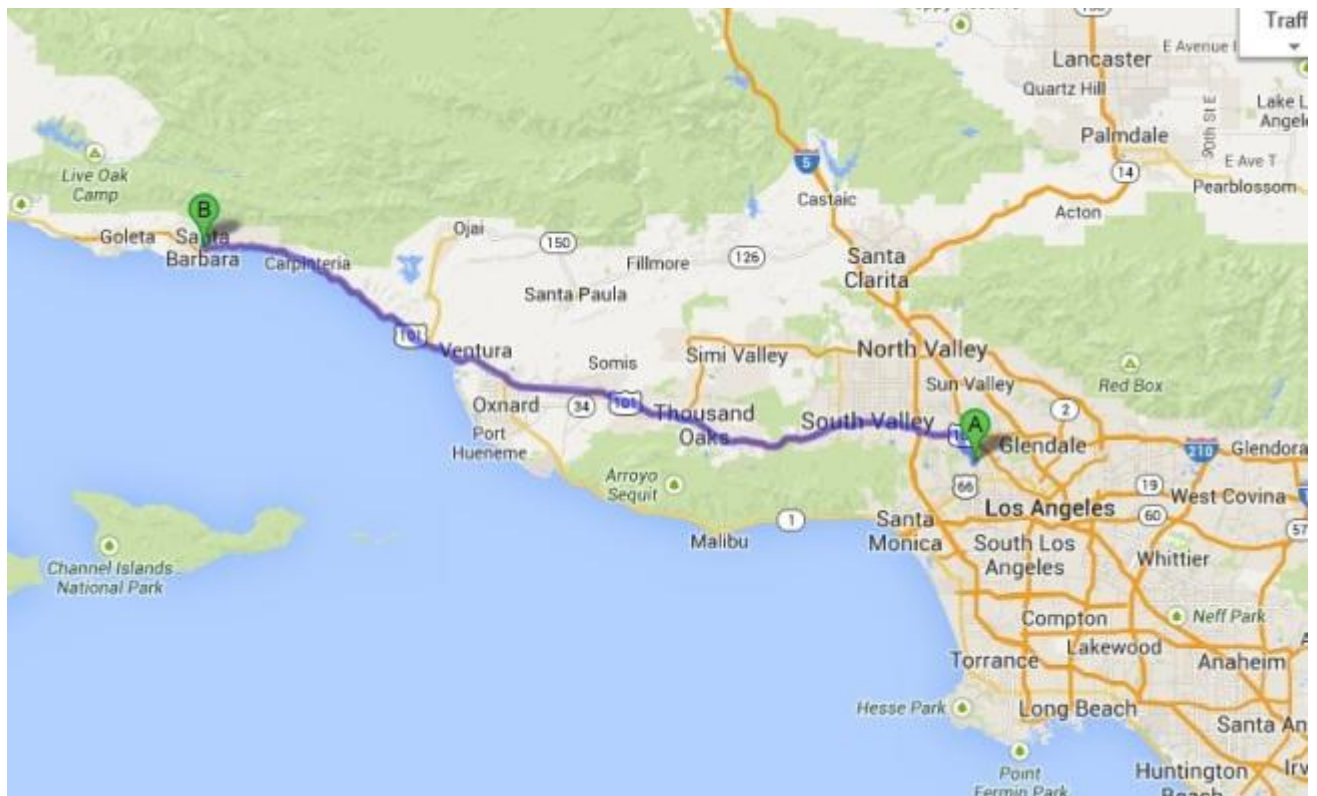 Traff
E Avenue I
Lancaster
Quartz Hill
90th St E
Lake L
Angele
Palmdale
E Ave T
Pearblossom
14
5
Castaic
Acton
Live Oak
Camp
B
Goleta
Santa
Barbara
Carpinteria
Ojai
150
Fillmore
126
Santa
Clarita
Santa Paula
101
Ventura
Somis
Simi Valley
North Valley
Sun Valley
Red Box
Oxnard
34
101
Thousand
Oaks
South Valley
A
2
Glendale
210
Glendora
Port
Hueneme
Arroyo
Sequit
66
19
West Covina
Los Angeles
60
57
1
Malibu
Santa
Monica
South Los
Angeles
Whittier
Channel Islands
National Park
Compton
Neff Park
Lakewood
Torrance
Anaheim
Hesse Park
Long Beach
Santa An
Point
Fermin Park
Huntington
Beach
Irv